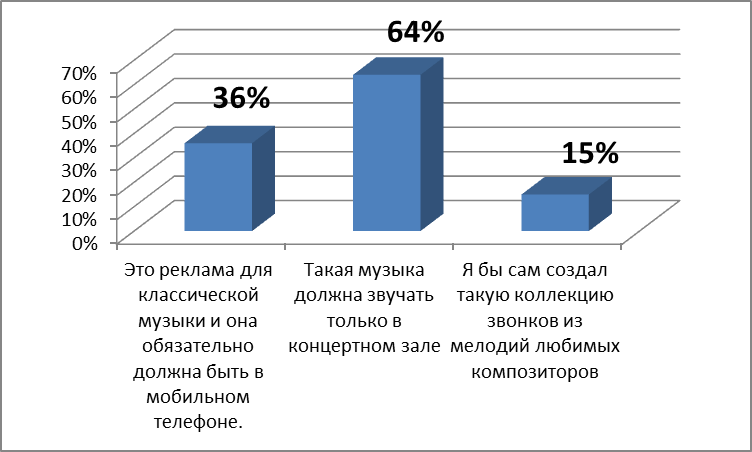 64%
36%
15%
70%
60%
50%
40%
30%
20%
10%
0%
Это реклама для
классической
музыки и она
обязательно
должна быть в
мобильном
телефоне.
Такая музыка
должна звучать
только в
концертном зале
Я бы сам создал
такую коллекцию
звонков из
мелодий любимых
композиторов